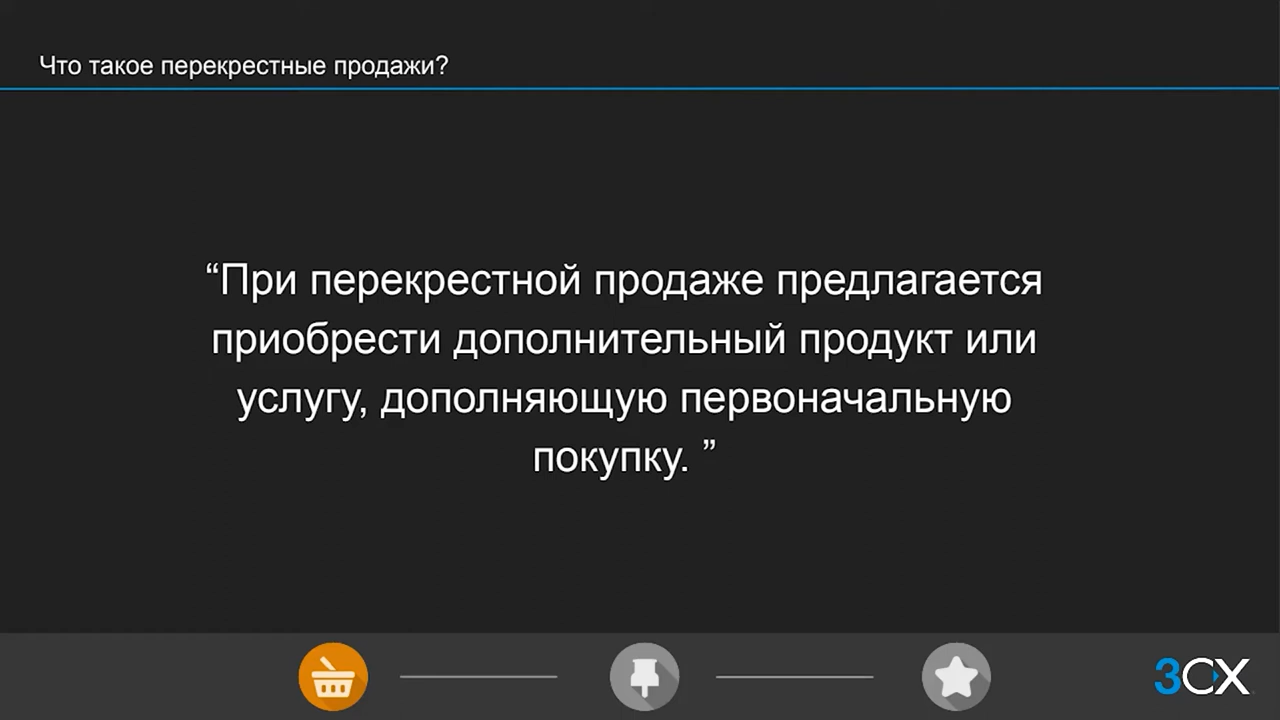 Что такое перекрестные продажи?
“При перекрестной продаже предлагается
приобрести дополнительный продукт или
услугу, дополняющую первоначальную
покупку. ”
3CX